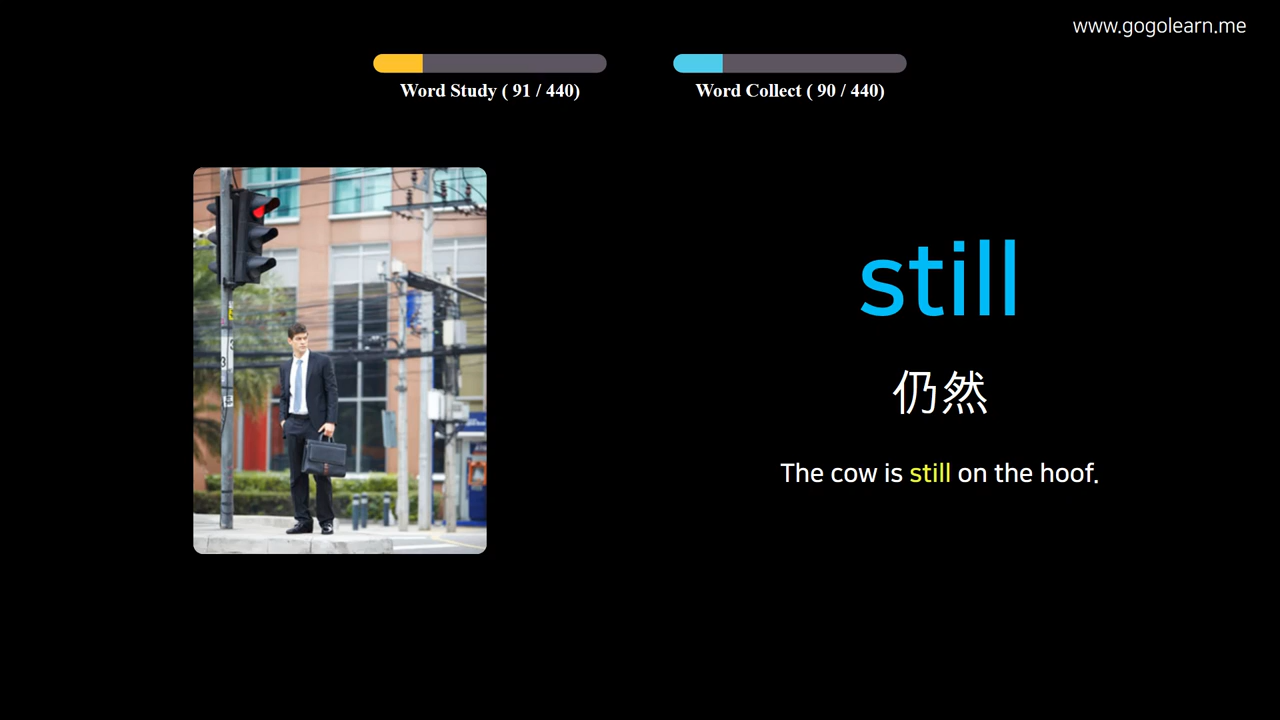 www.gogolearn.me
Word Study ( 91 / 440)
Word Collect ( 90 / 440)
still
仍然
The cow is still on the hoof.